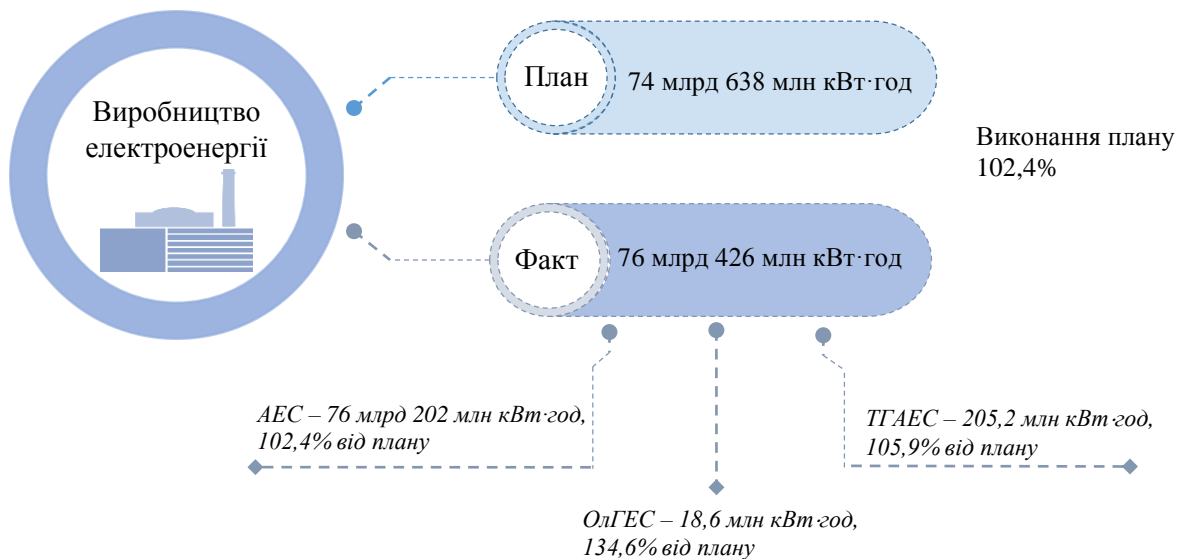 Виробництво
електроенергії
План
74 млрд 638 млн кВт·год
Виконання плану
102,4%
Факт
76 млрд 426 млн кВт·год
АЕС – 76 млрд 202 млн кВт·год,
102,4% від плану
ТГАЕС – 205,2 млн кВт·год,
105,9% від плану
ОлГЕС – 18,6 млн кВт·год,
134,6% від плану